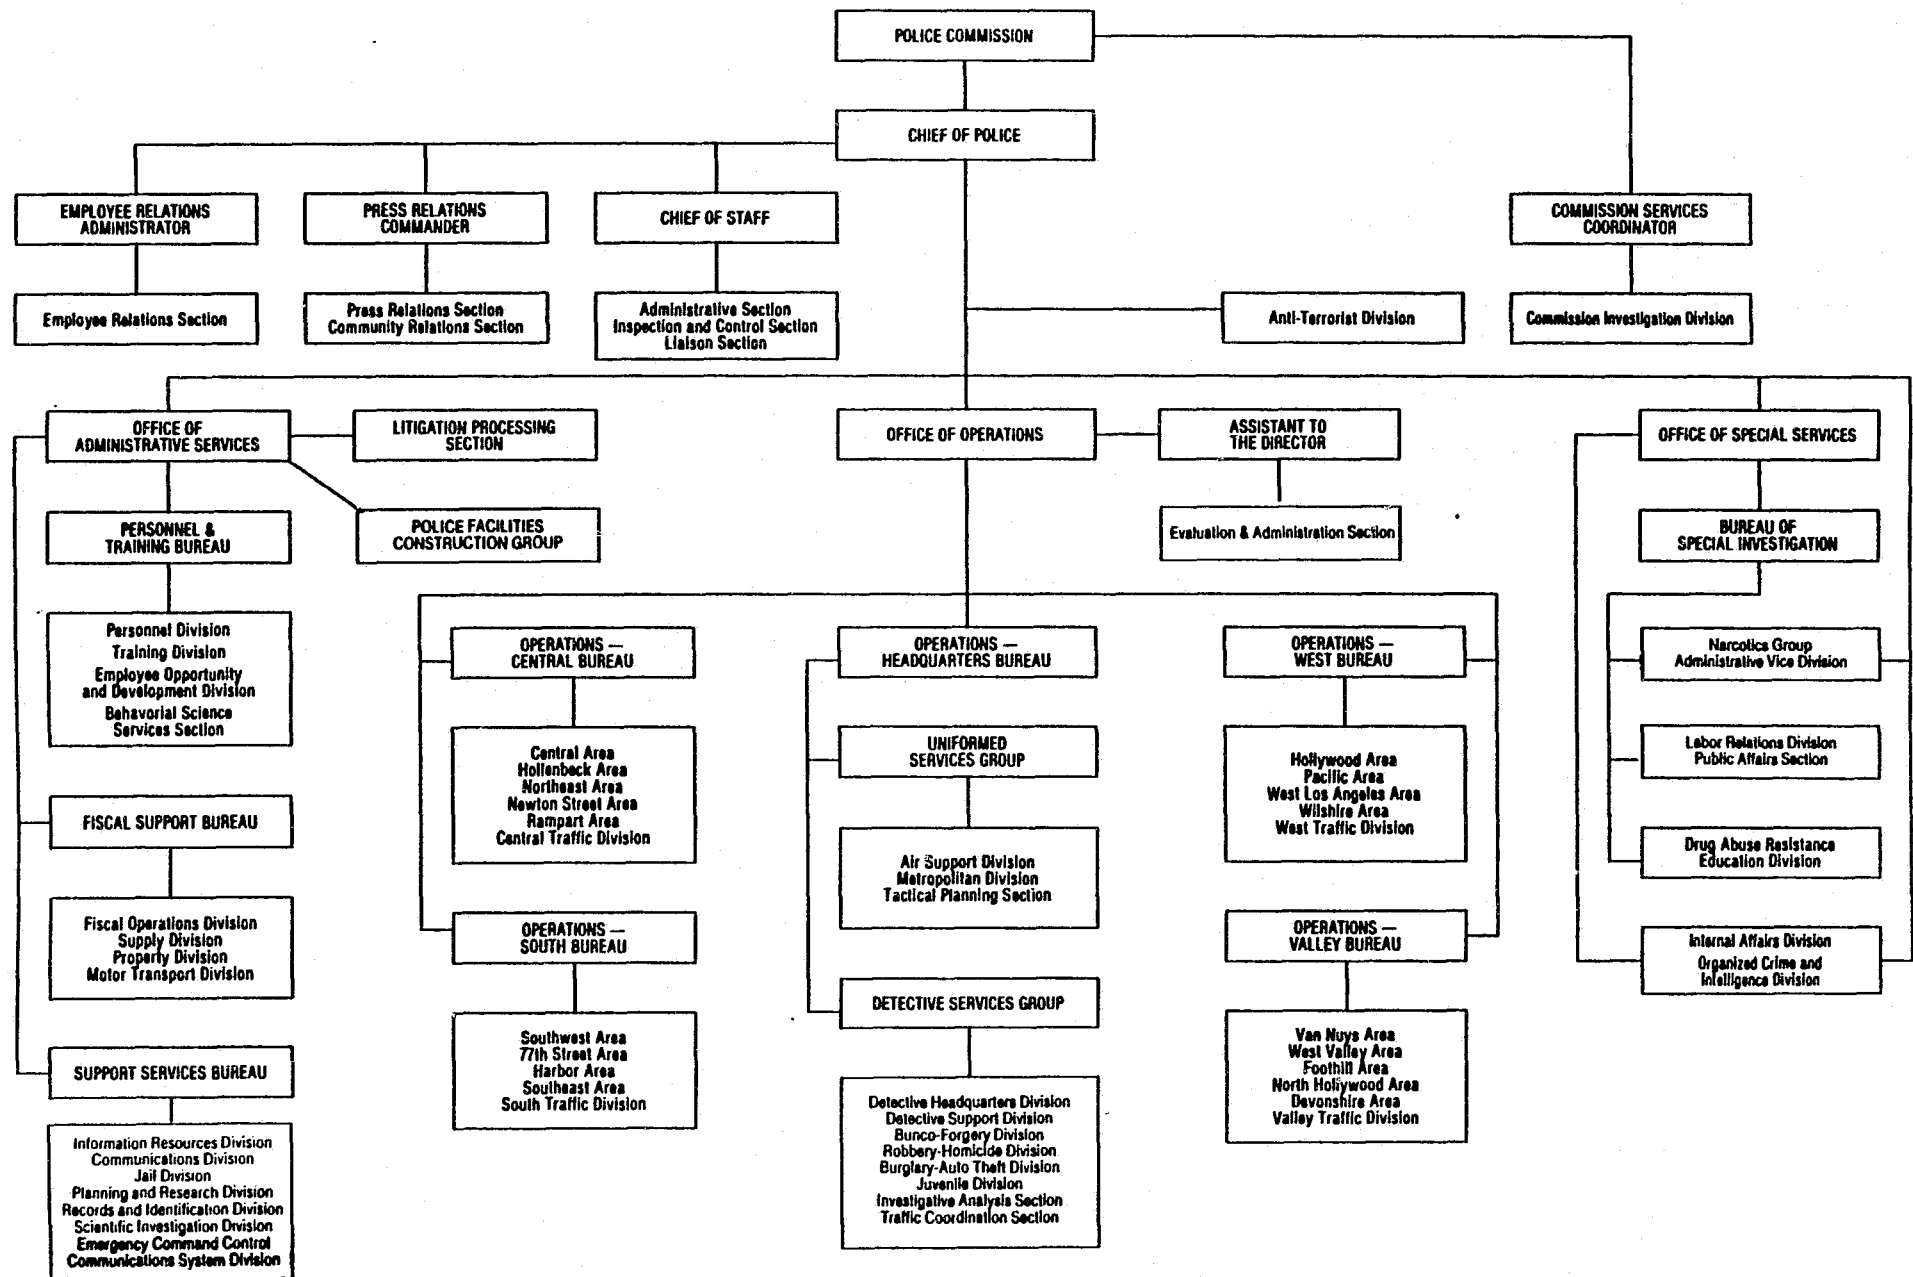 POLICE COMMISSION
CHIEF OF POLICE
EMPLOYEE RELATIONS
ADMINISTRATOR
PRESS RELATIONS
COMMANDER
CHIEF OF STAFF
COMMISSION SERVICES
COORDINATOR
Employee Relations Section
Press Relations Section
Community Relations Section
Administrative Section
Inspection and Control Section
Liaison Section
Anti-Terrorist Division
Commission Investigation Division
OFFICE OF
ADMINISTRATIVE SERVICES
LITIGATION PROCESSING
SECTION
OFFICE OF OPERATIONS
ASSISTANT TO
THE DIRECTOR
OFFICE OF SPECIAL SERVICES
PERSONNEL &
TRAINING BUREAU
POLICE FACILITIES
CONSTRUCTION GROUP
Evaluation & Administration Section
BUREAU OF
SPECIAL INVESTIGATION
Personnel Division
Training Division
Employee Opportunity
and Development Division
Behavorial Science
Services Section
OPERATIONS —
CENTRAL BUREAU
OPERATIONS —
HEADQUARTERS BUREAU
OPERATIONS —
WEST BUREAU
Narcotics Group
Administrative Vice Division
Central Area
Hollenbeck Area
Northeast Area
Newton Street Area
Rampart Area
Central Traffic Division
UNIFORMED
SERVICES GROUP
Hollywood Area
Pacific Area
West Los Angeles Area
Wilshire Area
West Traffic Division
Labor Relations Division
Public Affairs Section
FISCAL SUPPORT BUREAU
Air Support Division
Metropolitan Division
Tactical Planning Section
Drug Abuse Resistance
Education Division
Fiscal Operations Division
Supply Division
Property Division
Motor Transport Division
OPERATIONS —
SOUTH BUREAU
DETECTIVE SERVICES GROUP
OPERATIONS —
VALLEY BUREAU
Internal Affairs Division
Organized Crime and
Intelligence Division
SUPPORT SERVICES BUREAU
Southwest Area
77th Street Area
Harbor Area
Southeast Area
South Traffic Division
Detective Headquarters Division
Detective Support Division
Bunco-Forgery Division
Robbery-Homicide Division
Burglary-Auto Theft Division
Juvenile Division
Investigative Analysis Section
Traffic Coordination Section
Van Nuys Area
West Valley Area
Foothill Area
North Hollywood Area
Devonshire Area
Valley Traffic Division
Information Resources Division
Communications Division
Jail Division
Planning and Research Division
Records and Identification Division
Scientific Investigation Division
Emergency Command Control
Communications System Division